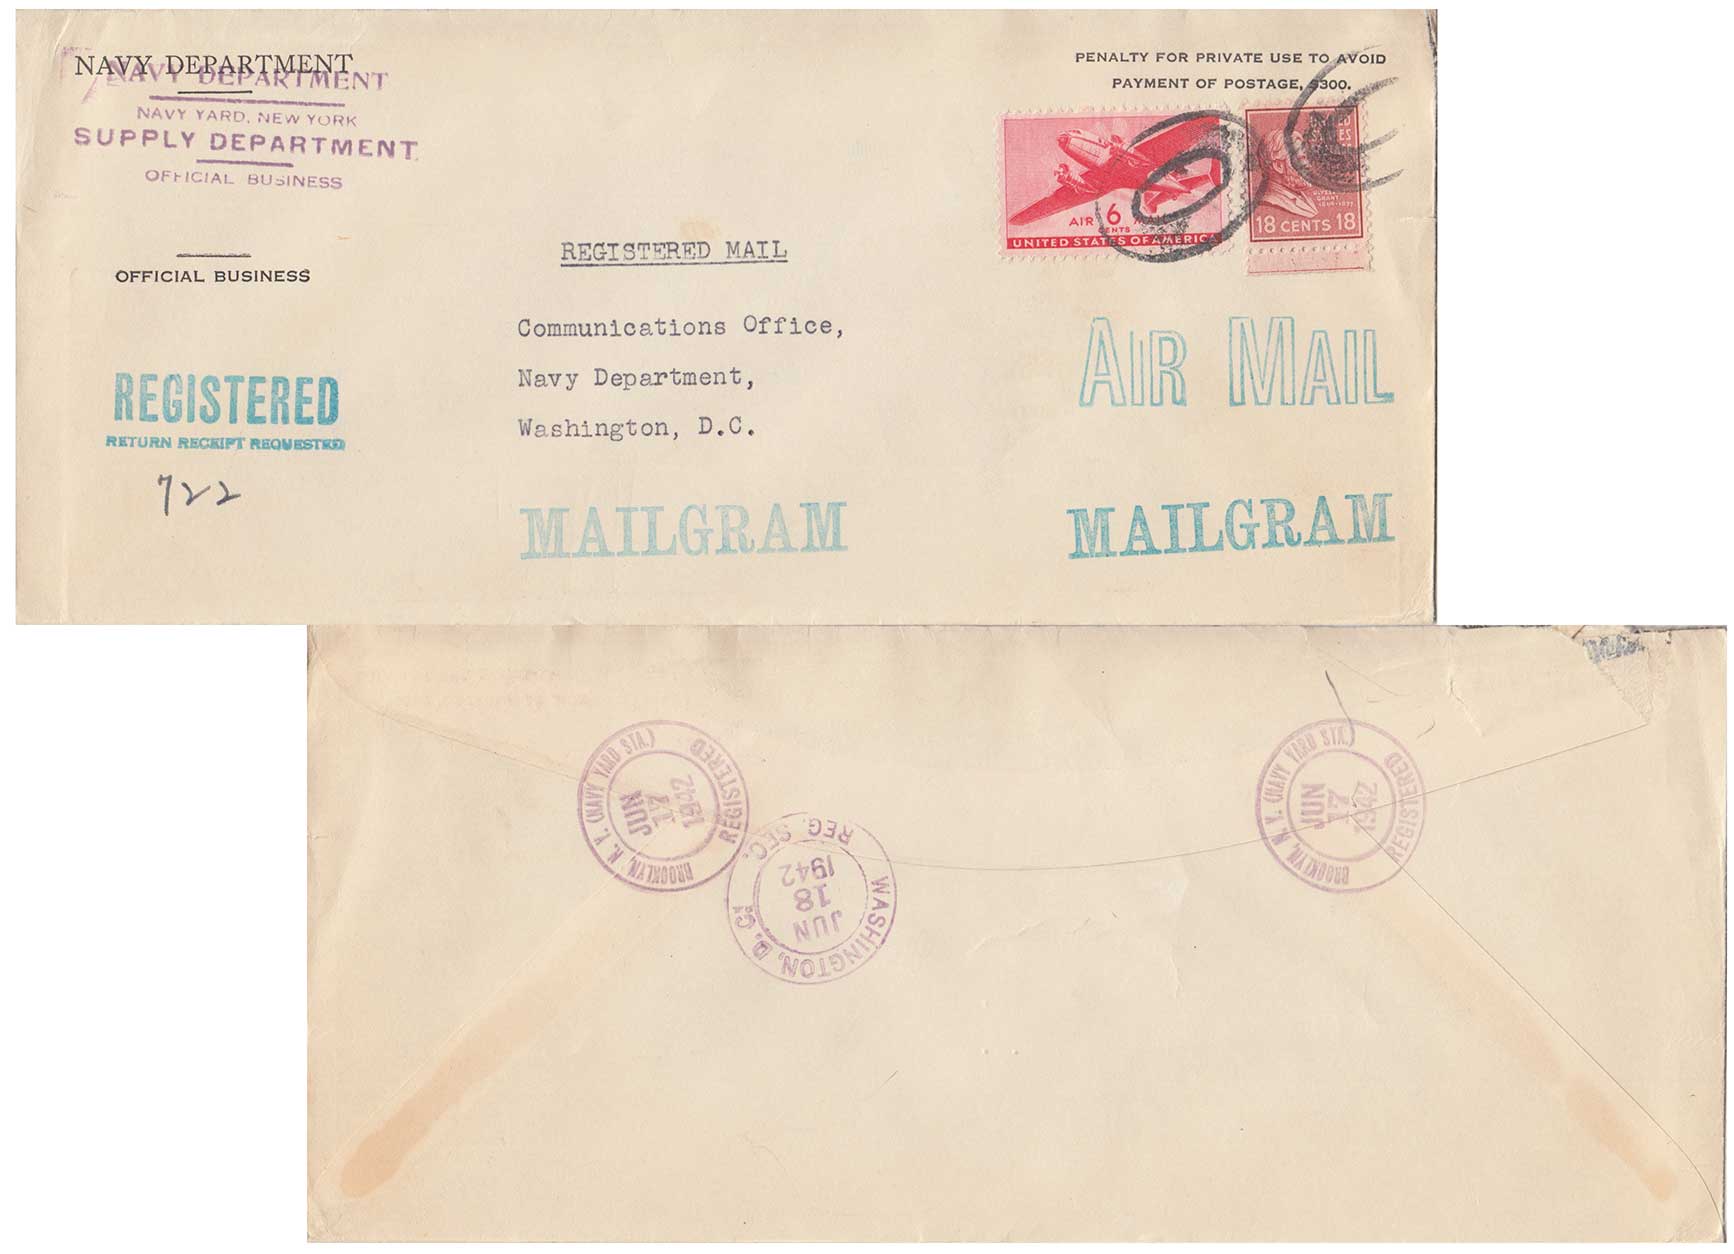 NAVY DEPARTMENT
NAVY DEPARTMENT
NAVY YARD, NEW YORK
SUPPLY DEPARTMENT
OFFICIAL BUSINESS
OFFICIAL BUSINESS
PENALTY FOR PRIVATE USE TO AVOID
PAYMENT OF POSTAGE, $300.
AIR 6 MAIL
CENTS
UNITED STATES OF AMERICA
GRANT
18 CENTS 18
REGISTERED MAIL
Communications Office,
Navy Department,
Washington, D.C.
AIR MAIL
REGISTERED
RETURN RECEIPT REQUESTED
722
MAILGRAM
MAILGRAM
BROOKLYN, N. Y. (NAVY YARD STA.)
JUN
17
1942
REGISTERED
WASHINGTON, D. C.
JUN
18
1942
REG. SEC.
BROOKLYN, N. Y. (NAVY YARD STA.)
JUN
17
1942
REGISTERED